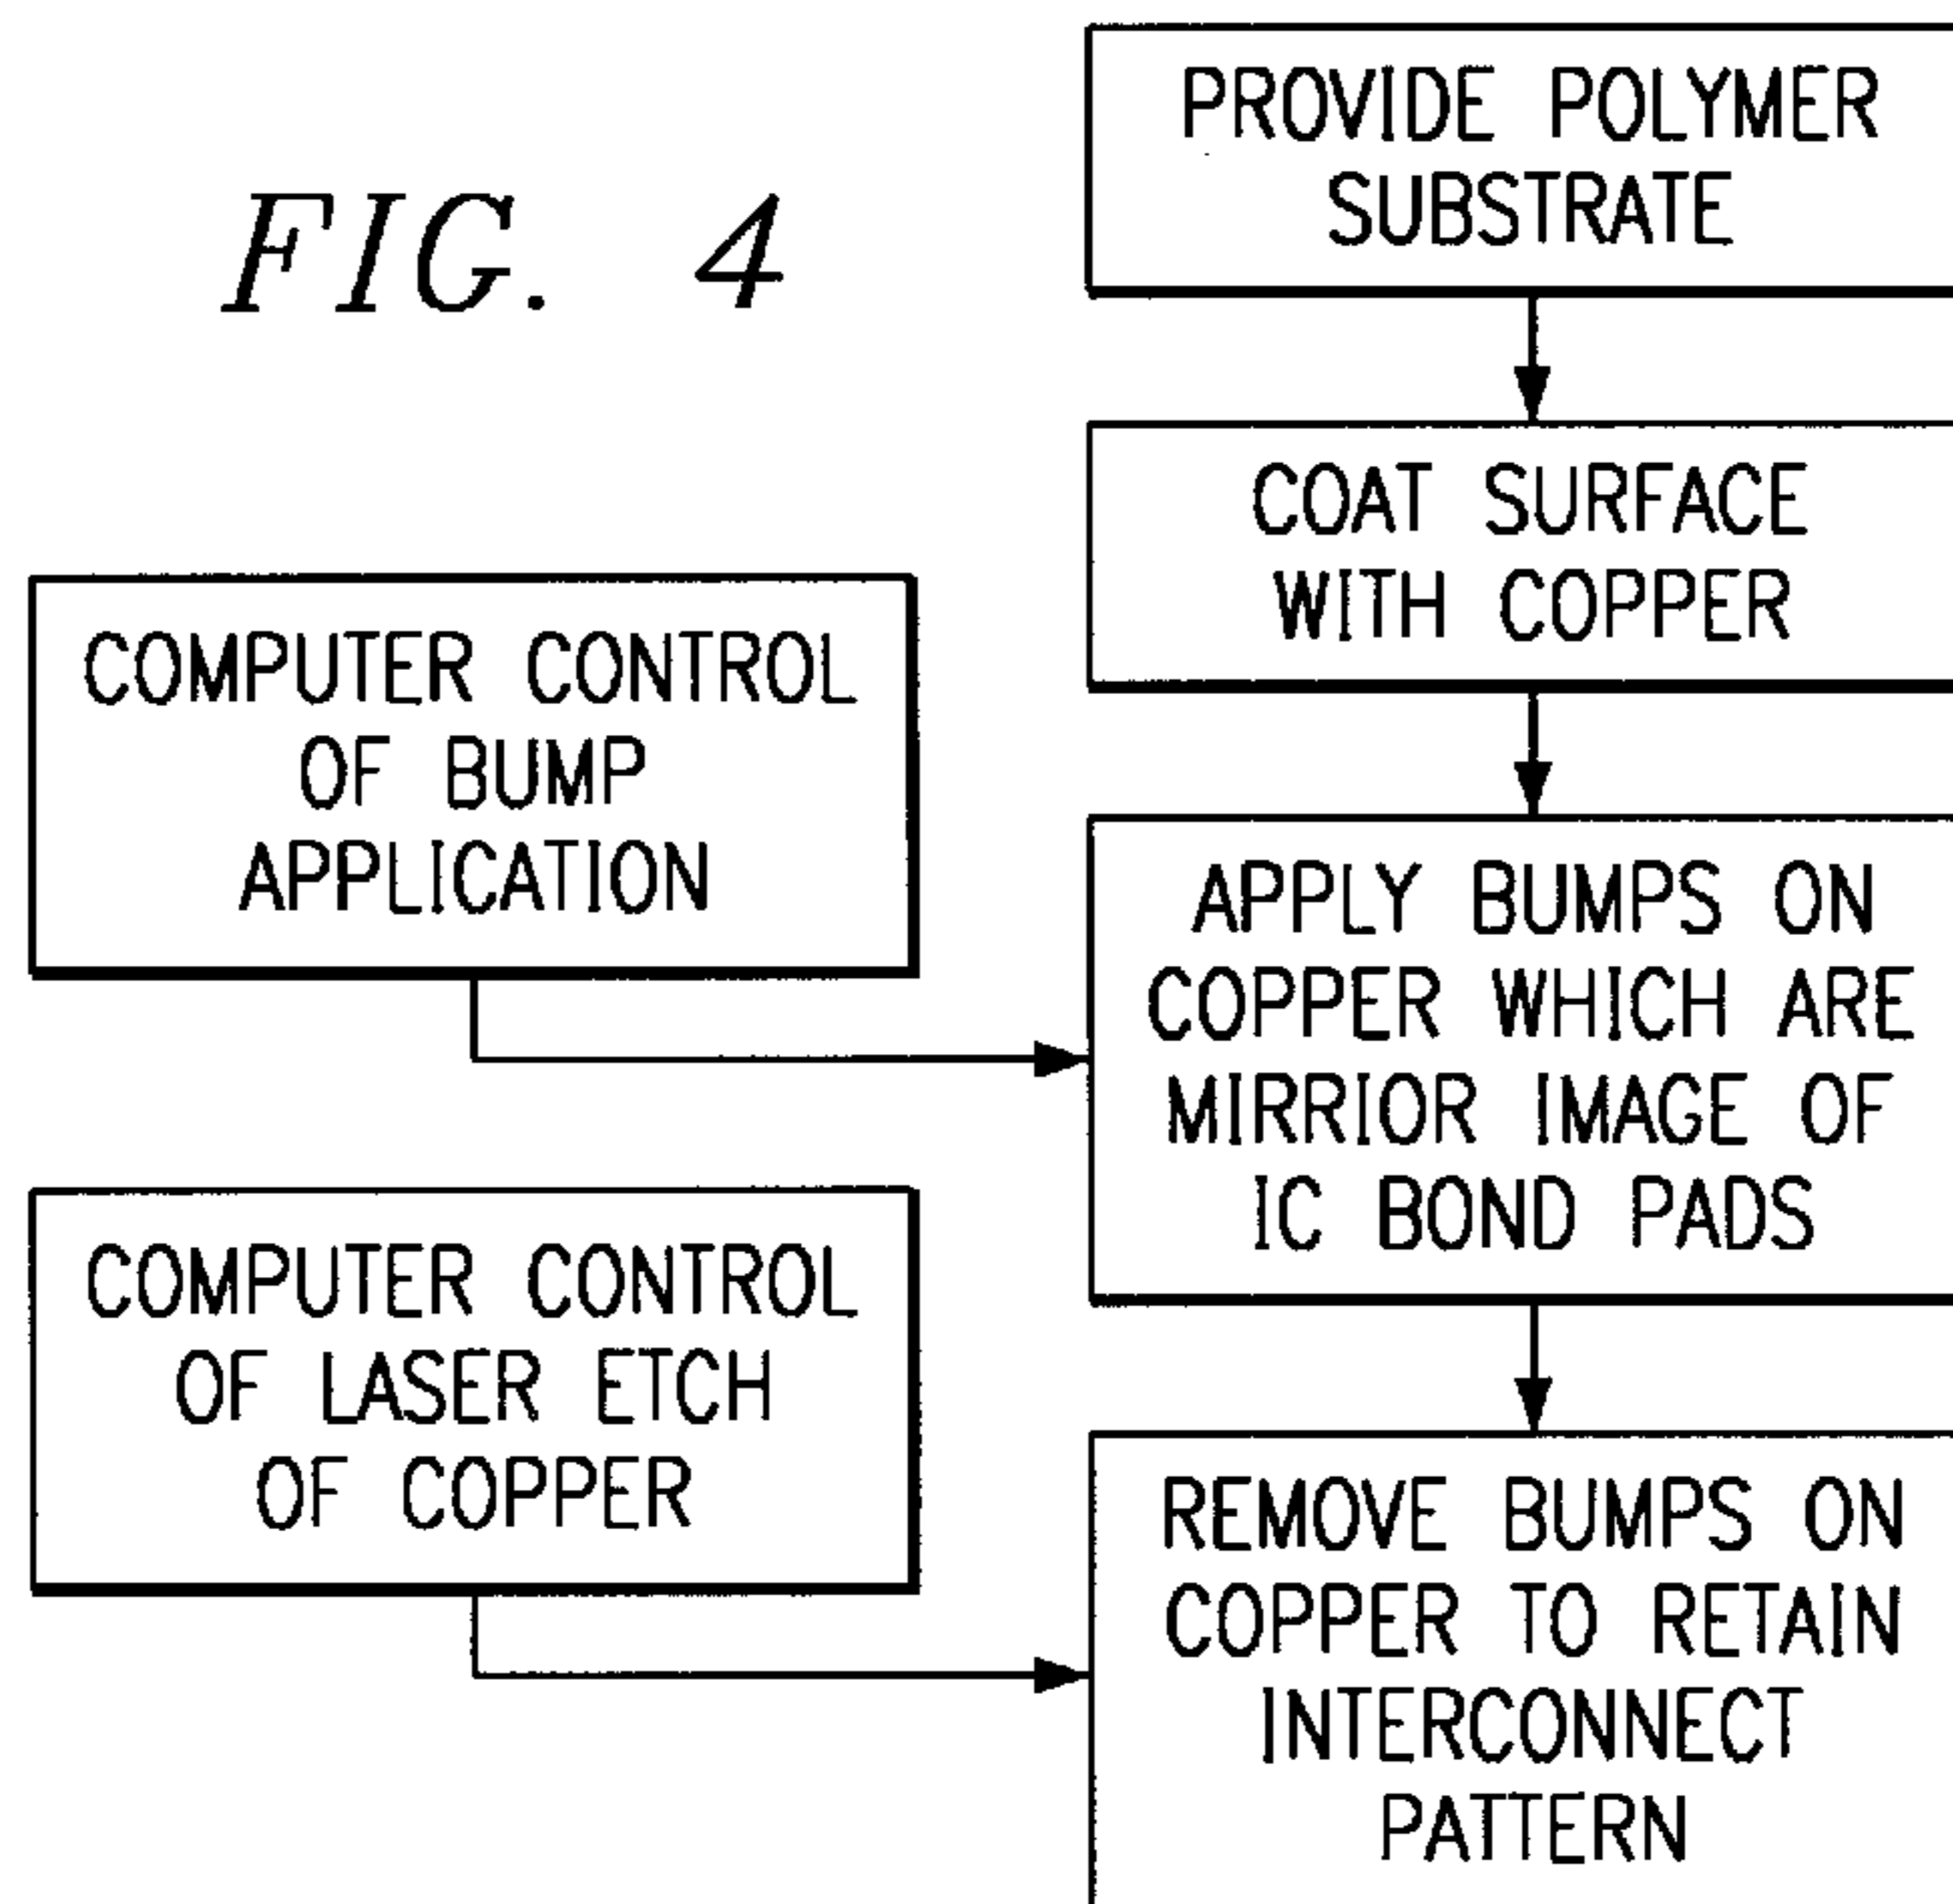 FIG. 4
PROVIDE POLYMER
SUBSTRATE
COAT SURFACE
WITH COPPER
COMPUTER CONTROL
OF BUMP
APPLICATION
APPLY BUMPS ON
COPPER WHICH ARE
MIRRIOR IMAGE OF
IC BOND PADS
COMPUTER CONTROL
OF LASER ETCH
OF COPPER
REMOVE BUMPS ON
COPPER TO RETAIN
INTERCONNECT
PATTERN